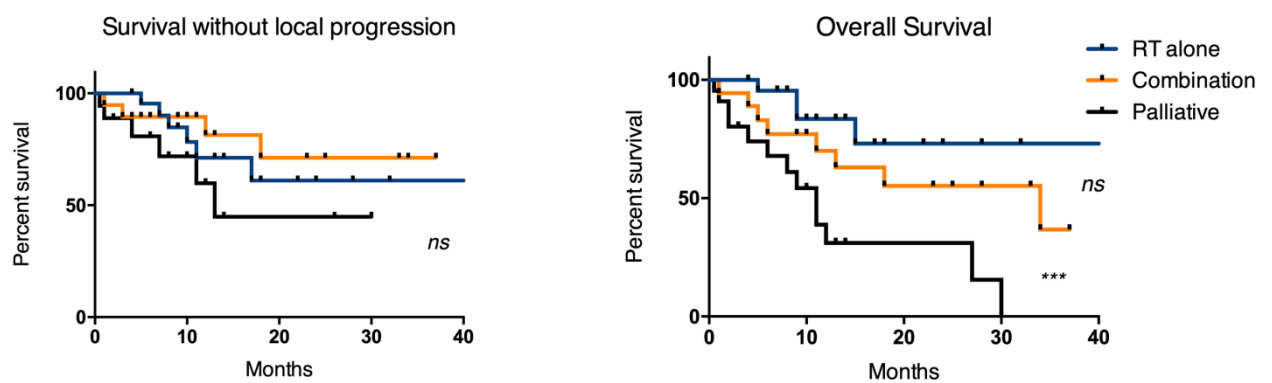 Survival without local progression
Percent survival
100
50
0
0 10 20 30 40
Months
ns
Overall Survival
Percent survival
100
50
0
0 10 20 30 40
Months
ns
***
RT alone
Combination
Palliative